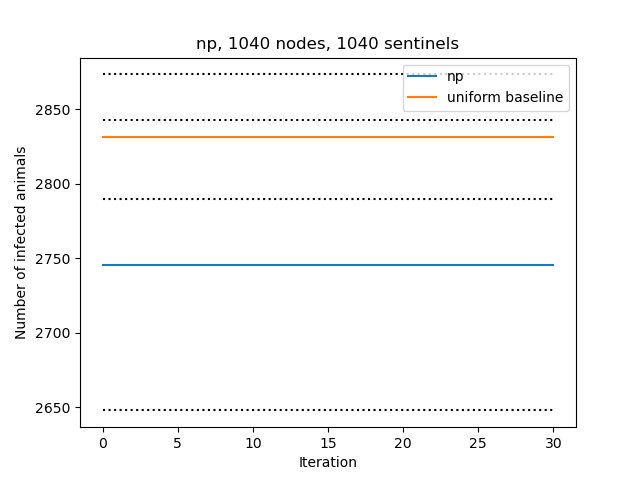 np, 1040 nodes, 1040 sentinels
np
uniform baseline
2850
2800
2750
2700
2650
Number of infected animals
0 5 10 15 20 25 30
Iteration